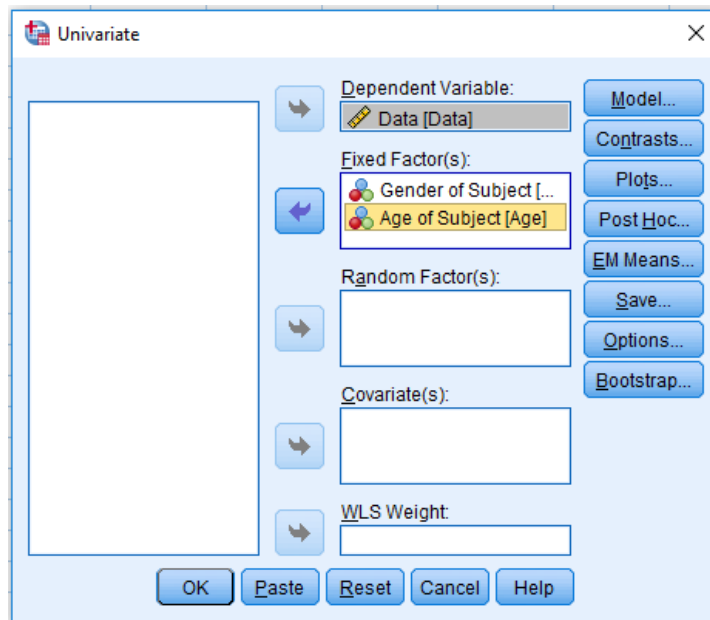 Univariate
Dependent Variable:
Data [Data]
Fixed Factor(s):
Gender of Subject [...
Age of Subject [Age]
Random Factor(s):
Covariate(s):
WLS Weight:
Model...
Contrasts...
Plots...
Post Hoc...
EM Means...
Save...
Options...
Bootstrap...
OK
Paste
Reset
Cancel
Help